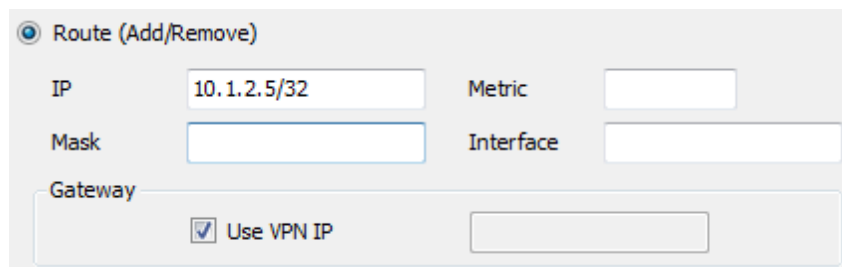 Route (Add/Remove)
IP 10.1.2.5/32 Metric
Mask Interface
Gateway
Use VPN IP